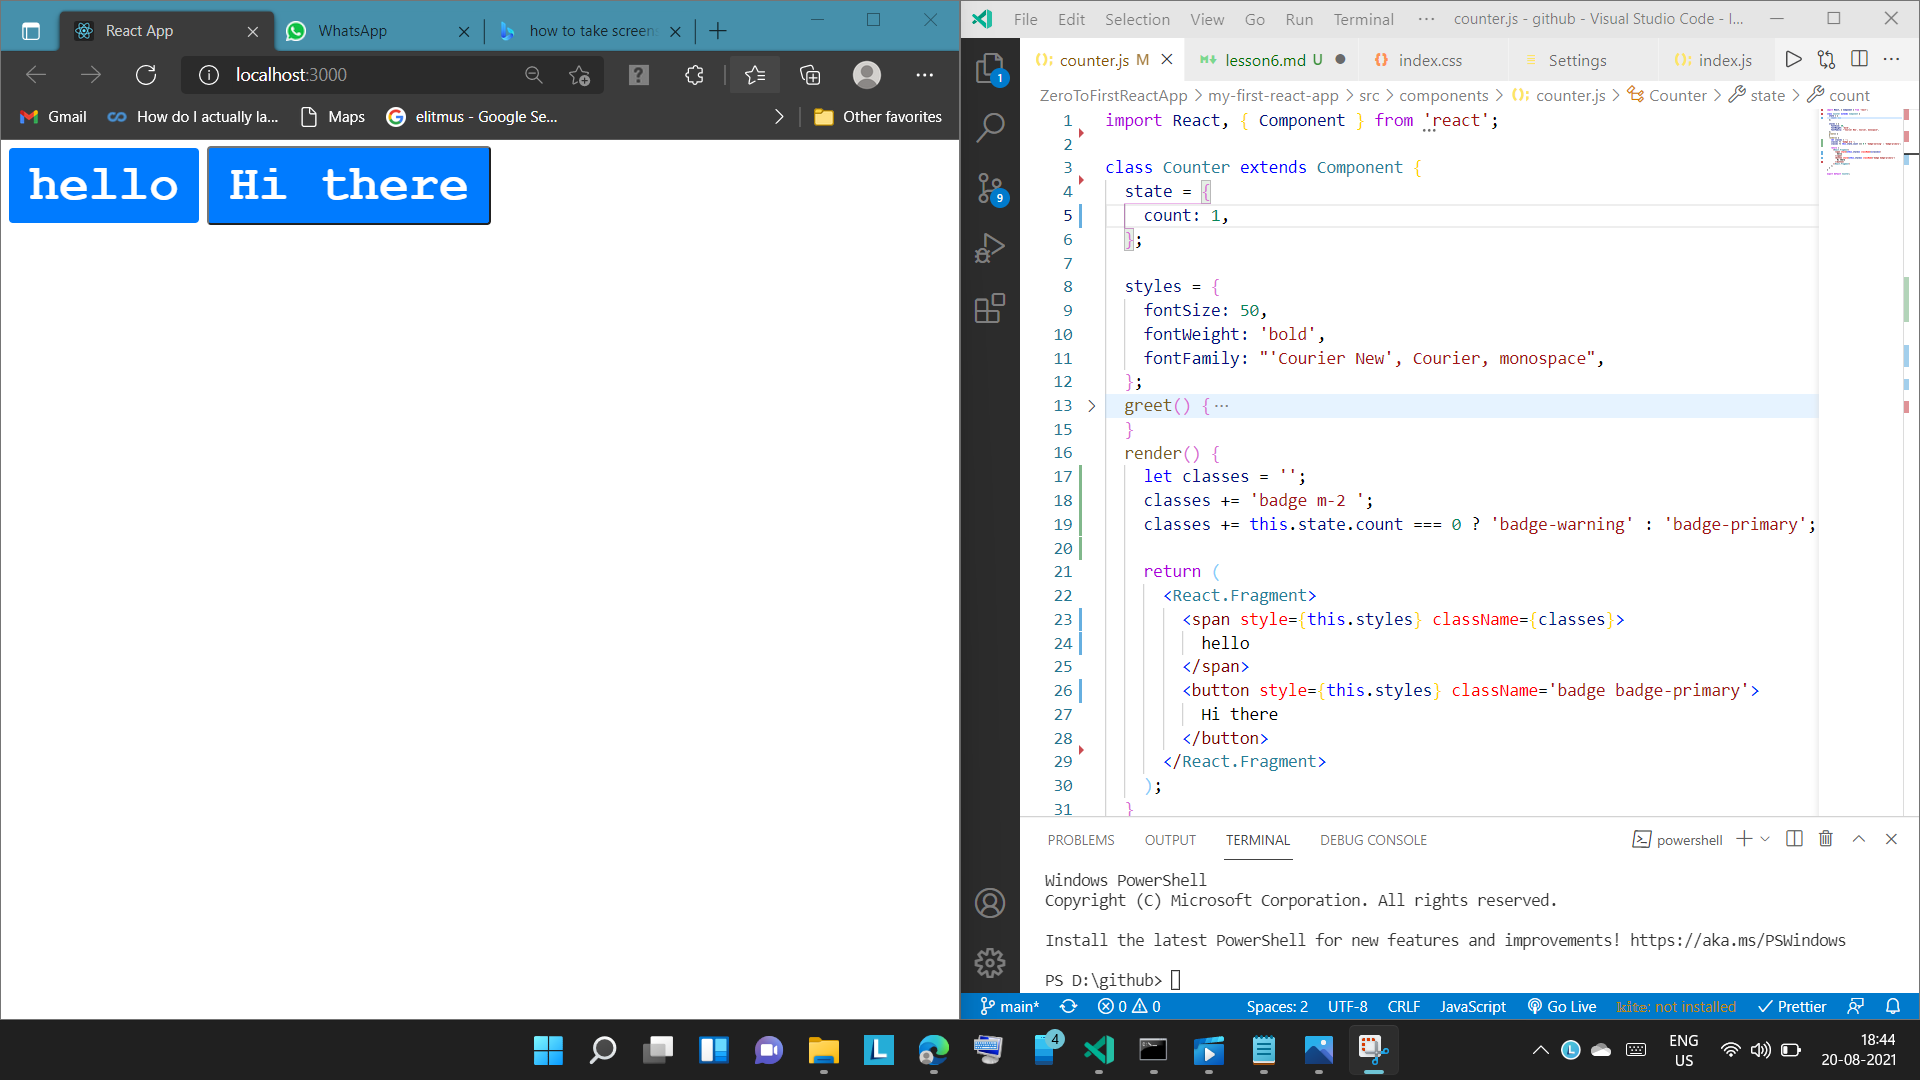 React App
WhatsApp
how to take screen
localhost:3000
Gmail
How do I actually la...
Maps
elitmus - Google Se...
Other favorites
hello
Hi there
File Edit Selection View Go Run Terminal ··· counter.js - github - Visual Studio Code - I...
counter.js M
lesson6.md U
index.css
Settings
index.js
ZeroToFirstReactApp > my-first-react-app > src > components > counter.js > Counter > state > count
1 import React, { Component } from 'react';
2
3 class Counter extends Component {
4 state = {
5 count: 1,
6 };
7
8 styles = {
9 fontSize: 50,
10 fontWeight: 'bold',
11 fontFamily: "'Courier New', Courier, monospace",
12 };
13 greet() {···
15 }
16 render() {
17 let classes = '';
18 classes += 'badge m-2 ';
19 classes += this.state.count === 0 ? 'badge-warning' : 'badge-primary';
20
21 return (
22 <React.Fragment>
23 <span style={this.styles} className={classes}>
24 hello
25 </span>
26 <button style={this.styles} className='badge badge-primary'>
27 Hi there
28 </button>
29 </React.Fragment>
30 );
31 }
1
9
PROBLEMS OUTPUT TERMINAL DEBUG CONSOLE
powershell
Windows PowerShell
Copyright (C) Microsoft Corporation. All rights reserved.
Install the latest PowerShell for new features and improvements! https://aka.ms/PSWindows
PS D:\github>
main* 0 0 Spaces: 2 UTF-8 CRLF JavaScript Go Live kite: not installed Prettier
L
4
L
ENG
US
18:44
20-08-2021